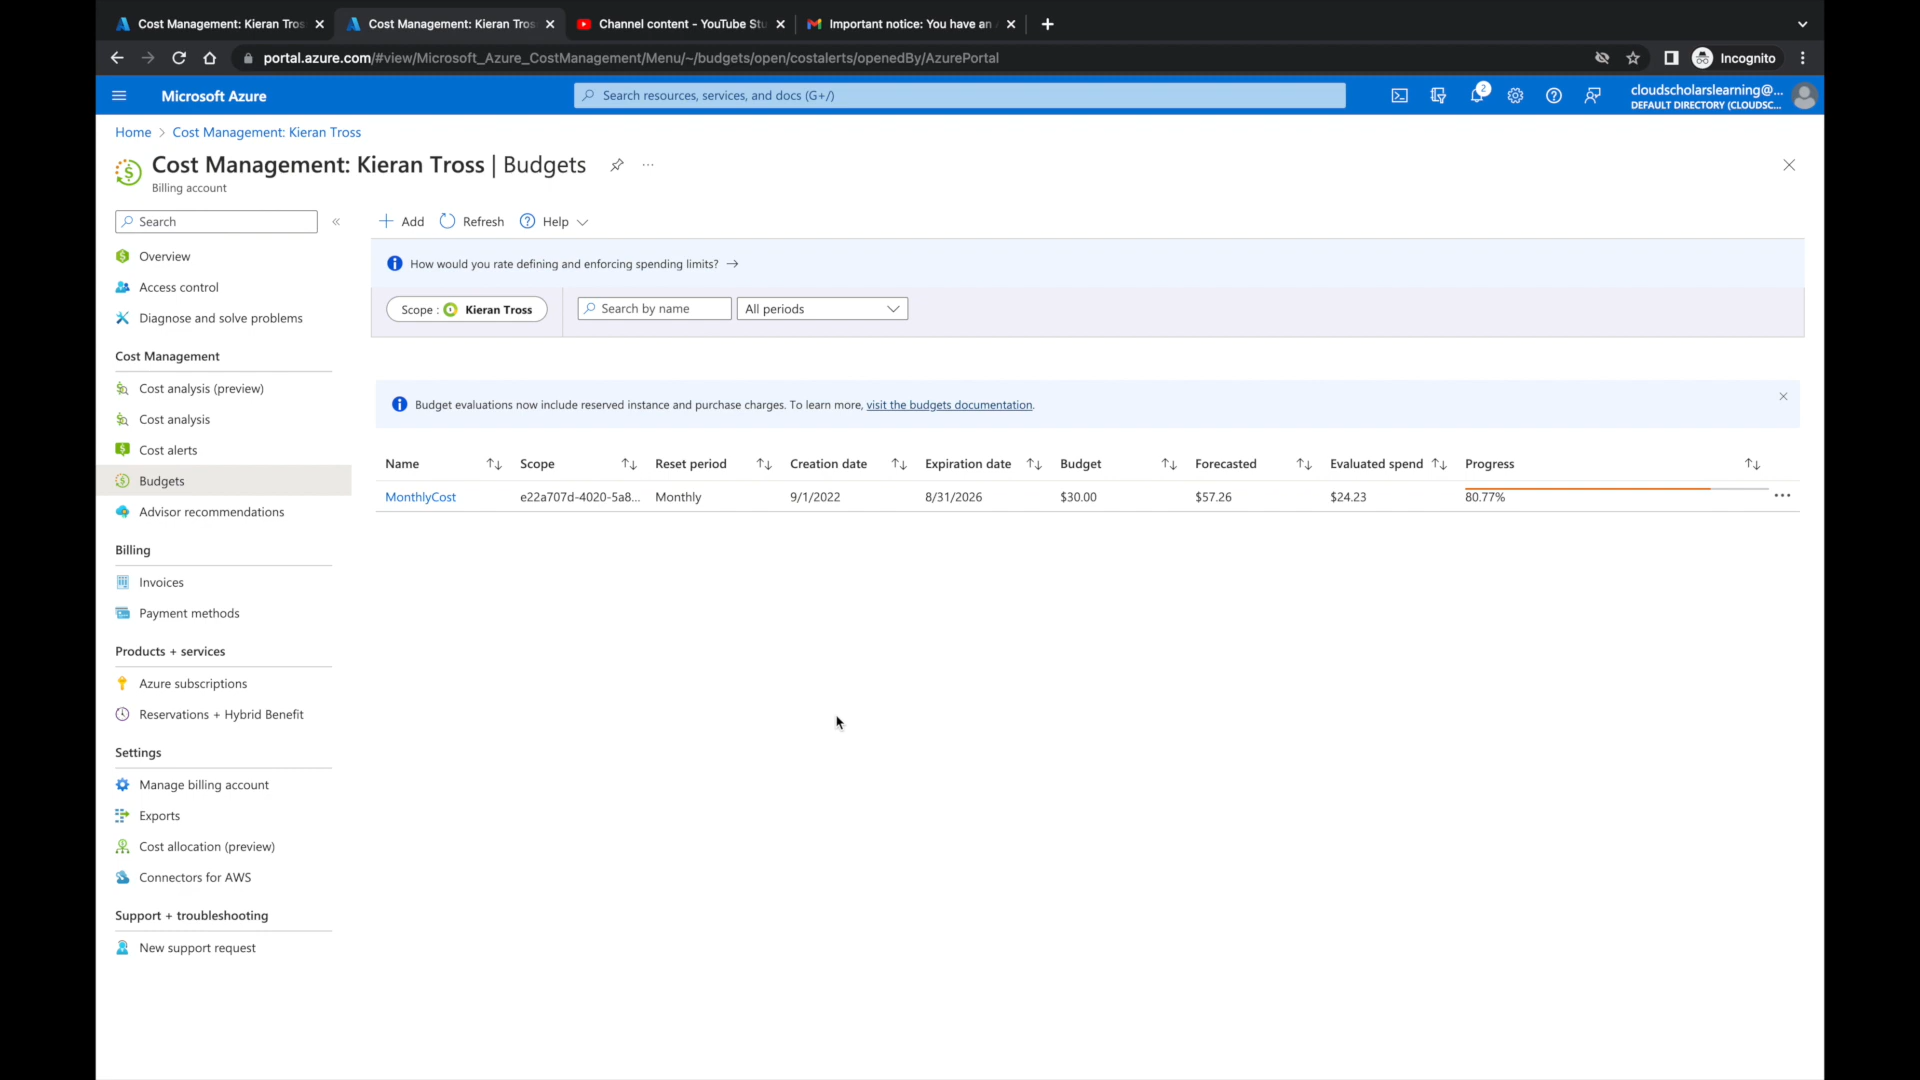 Cost Management: Kieran Tros
Cost Management: Kieran Tros
Channel content - YouTube Stu
Important notice: You have an
portal.azure.com/#view/Microsoft_Azure_CostManagement/Menu/~/budgets/open/costalerts/openedBy/AzurePortal
Incognito
Microsoft Azure
Search resources, services, and docs (G+/)
2
cloudscholarslearning@...
DEFAULT DIRECTORY (CLOUDSC...
Home > Cost Management: Kieran Tross
Cost Management: Kieran Tross | Budgets
Billing account
Search
Add
Refresh
Help
Overview
Access control
Diagnose and solve problems
Cost Management
Cost analysis (preview)
Cost analysis
Cost alerts
Budgets
Advisor recommendations
Billing
Invoices
Payment methods
Products + services
Azure subscriptions
Reservations + Hybrid Benefit
Settings
Manage billing account
Exports
Cost allocation (preview)
Connectors for AWS
Support + troubleshooting
New support request
How would you rate defining and enforcing spending limits? →
Scope : Kieran Tross
Search by name
All periods
Budget evaluations now include reserved instance and purchase charges. To learn more, visit the budgets documentation.
Name Scope Reset period Creation date Expiration date Budget Forecasted Evaluated spend Progress
MonthlyCost e22a707d-4020-5a8... Monthly 9/1/2022 8/31/2026 $30.00 $57.26 $24.23 80.77%